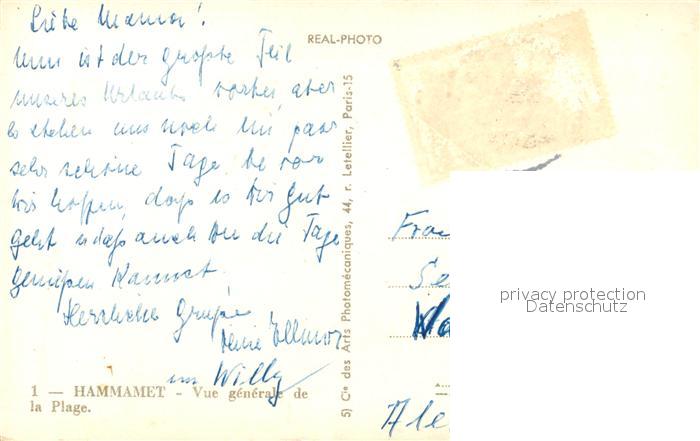 Liebe Mama!
Nun ist der größte Teil
unseres Urlaubs vorbei, aber
es stehen uns noch ein paar
sehr schöne Tage bevor
Wir hoffen, daß es Dir gut
geht u daß auch Du die Tage
genießen kannst.
Herzliche Grüße
Deine
Willy
1 — HAMMAMET - Vue générale de
la Plage.
REAL-PHOTO
5) Cie des Arts Photomécaniques, 44, r. Letellier, Paris-15
privacy protection
Datenschutz